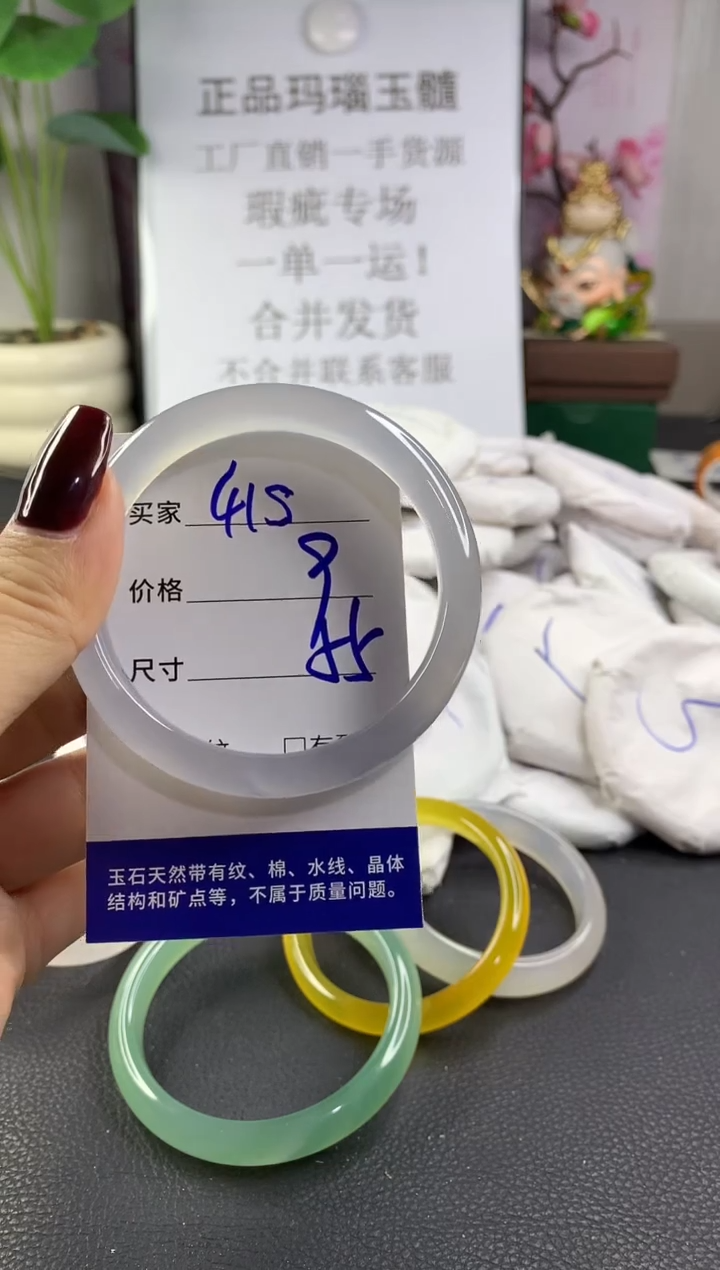 正品玛瑙玉髓
工厂直销一手货源
瑕疵专场
一单一运!
合并发货
不合并联系客服
买家 415
价格
尺寸
玉石天然带有纹、棉、水线、晶体
结构和矿点等，不属于质量问题。